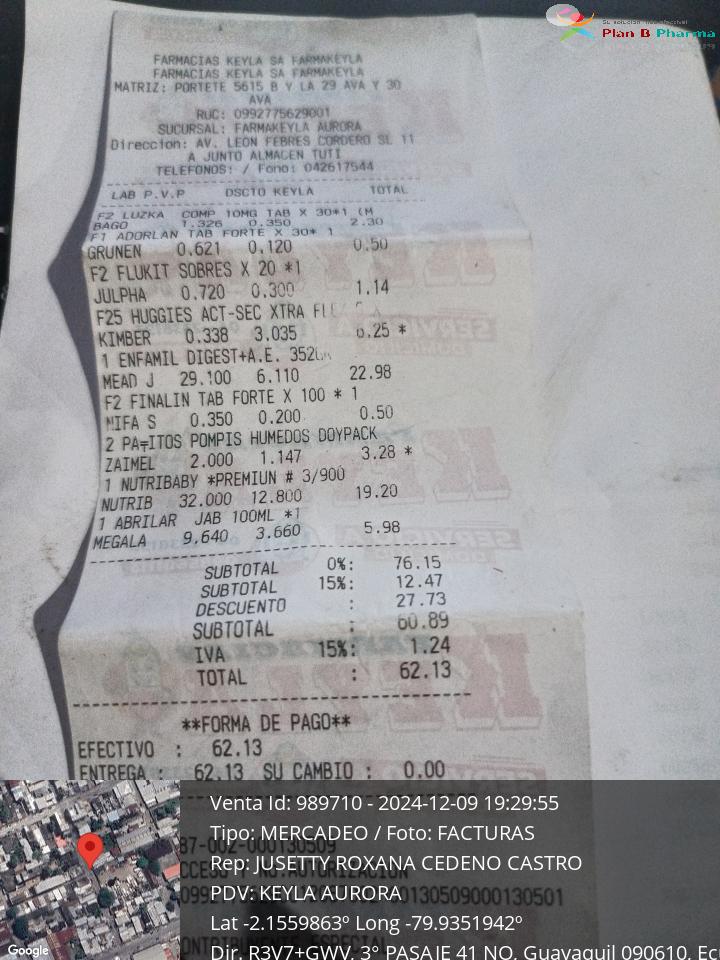 Plan B Pharma
FARMACIAS KEYLA SA FARMAKEYLA
FARMACIAS KEYLA SA FARMAKEYLA
MATRIZ: PORTETE 5615 B Y LA 29 AVA Y 30
AVA
RUC: 0992775629001
SUCURSAL: FARMAKEYLA AURORA
Direccion: AV. LEON FEBRES CORDERO SL 11
A JUNTO ALMACEN TUTI
TELEFONOS: / Fono: 042617544
LAB P.V.P DSCTO KEYLA TOTAL
F2 LUZKA COMP 10MG TAB X 30*1 (M
BAGO 1.326 0.350 2.30
F1 ADORLAN TAB FORTE X 30* 1
GRUNEN 0.621 0.120 0.50
F2 FLUKIT SOBRES X 20 *1
JULPHA 0.720 0.300 1.14
F25 HUGGIES ACT-SEC XTRA
KIMBER 0.338 3.035 6.25 *
1 ENFAMIL DIGEST+A.E. 352
MEAD J 29.100 6.110 22.98
F2 FINALIN TAB FORTE X 100 * 1
MIFA S 0.350 0.200 0.50
2 PA╤ITOS POMPIS HUMEDOS DOYPACK
ZAIMEL 2.000 1.147 3.28 *
1 NUTRIBABY *PREMIUN # 3/900
NUTRIB 32.000 12.800 19.20
1 ABRILAR JAB 100ML *1
MEGALA 9.640 3.660 5.98
SUBTOTAL 0%: 76.15
SUBTOTAL 15%: 12.47
DESCUENTO : 27.73
SUBTOTAL : 60.89
IVA 15%: 1.24
TOTAL : 62.13
**FORMA DE PAGO**
EFECTIVO : 62.13
ENTREGA : 62.13 SU CAMBIO : 0.00
Venta Id: 989710 - 2024-12-09 19:29:55
Tipo: MERCADEO / Foto: FACTURAS
Rep: JUSETTY ROXANA CEDENO CASTRO
PDV: KEYLA AURORA
Lat -2.1559863º Long -79.9351942º
Dir. R3V7+GWV, 3° PASAJE 41 NO, Guayaquil 090610, Ec
Google